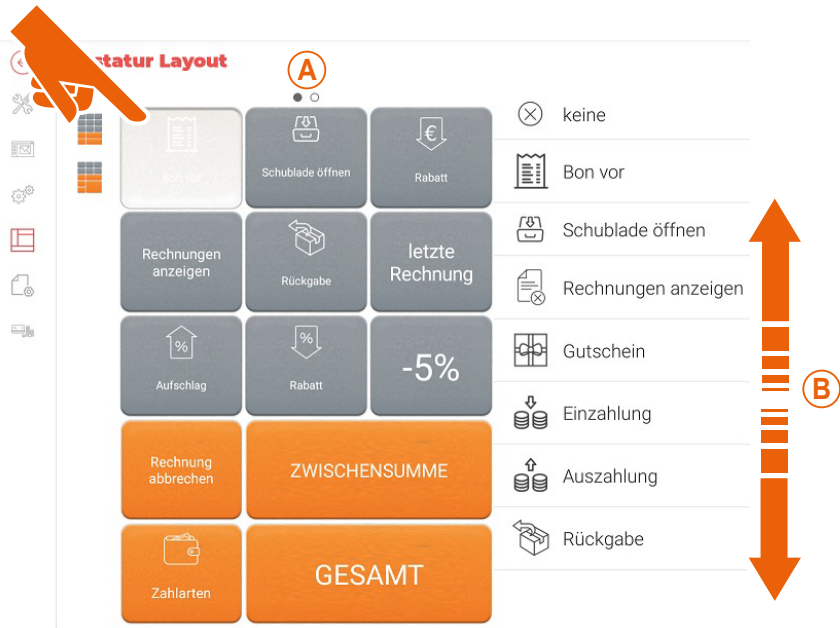 statur Layout
A
Bon vor
Schublade öffnen
€
Rabatt
Rechnungen
anzeigen
Rückgabe
letzte
Rechnung
%
Aufschlag
%
Rabatt
-5%
Rechnung
abbrechen
ZWISCHENSUMME
Zahlarten
GESAMT
keine
Bon vor
Schublade öffnen
Rechnungen anzeigen
Gutschein
Einzahlung
Auszahlung
Rückgabe
B